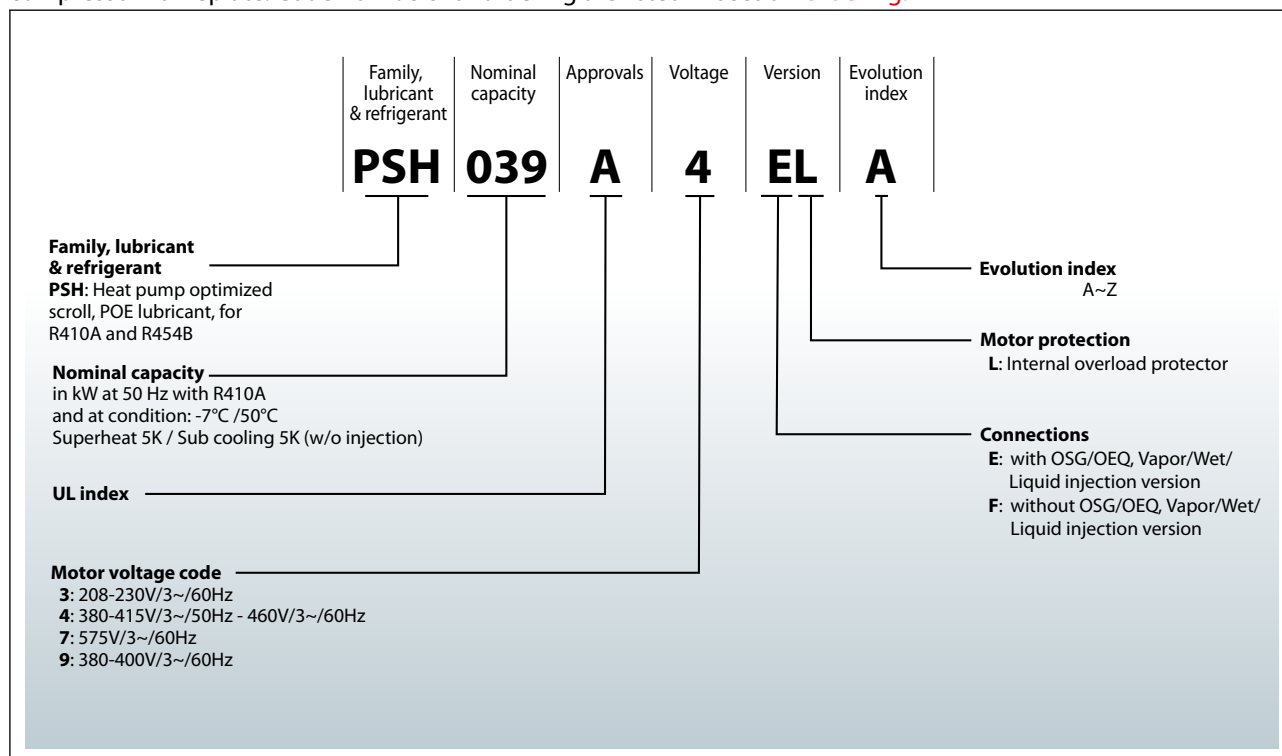 Family,
lubricant
& refrigerant
Nominal
capacity
Approvals
Voltage
Version
Evolution
index
PSH 039 A 4 EL A
Family, lubricant
& refrigerant
PSH: Heat pump optimized
scroll, POE lubricant, for
R410A and R454B
Nominal capacity
in kW at 50 Hz with R410A
and at condition: -7°C /50°C
Superheat 5K / Sub cooling 5K (w/o injection)
UL index
Motor voltage code
3: 208-230V/3~/60Hz
4: 380-415V/3~/50Hz - 460V/3~/60Hz
7: 575V/3~/60Hz
9: 380-400V/3~/60Hz
Evolution index
A~Z
Motor protection
L: Internal overload protector
Connections
E: with OSG/OEQ, Vapor/Wet/
Liquid injection version
F: without OSG/OEQ, Vapor/Wet/
Liquid injection version